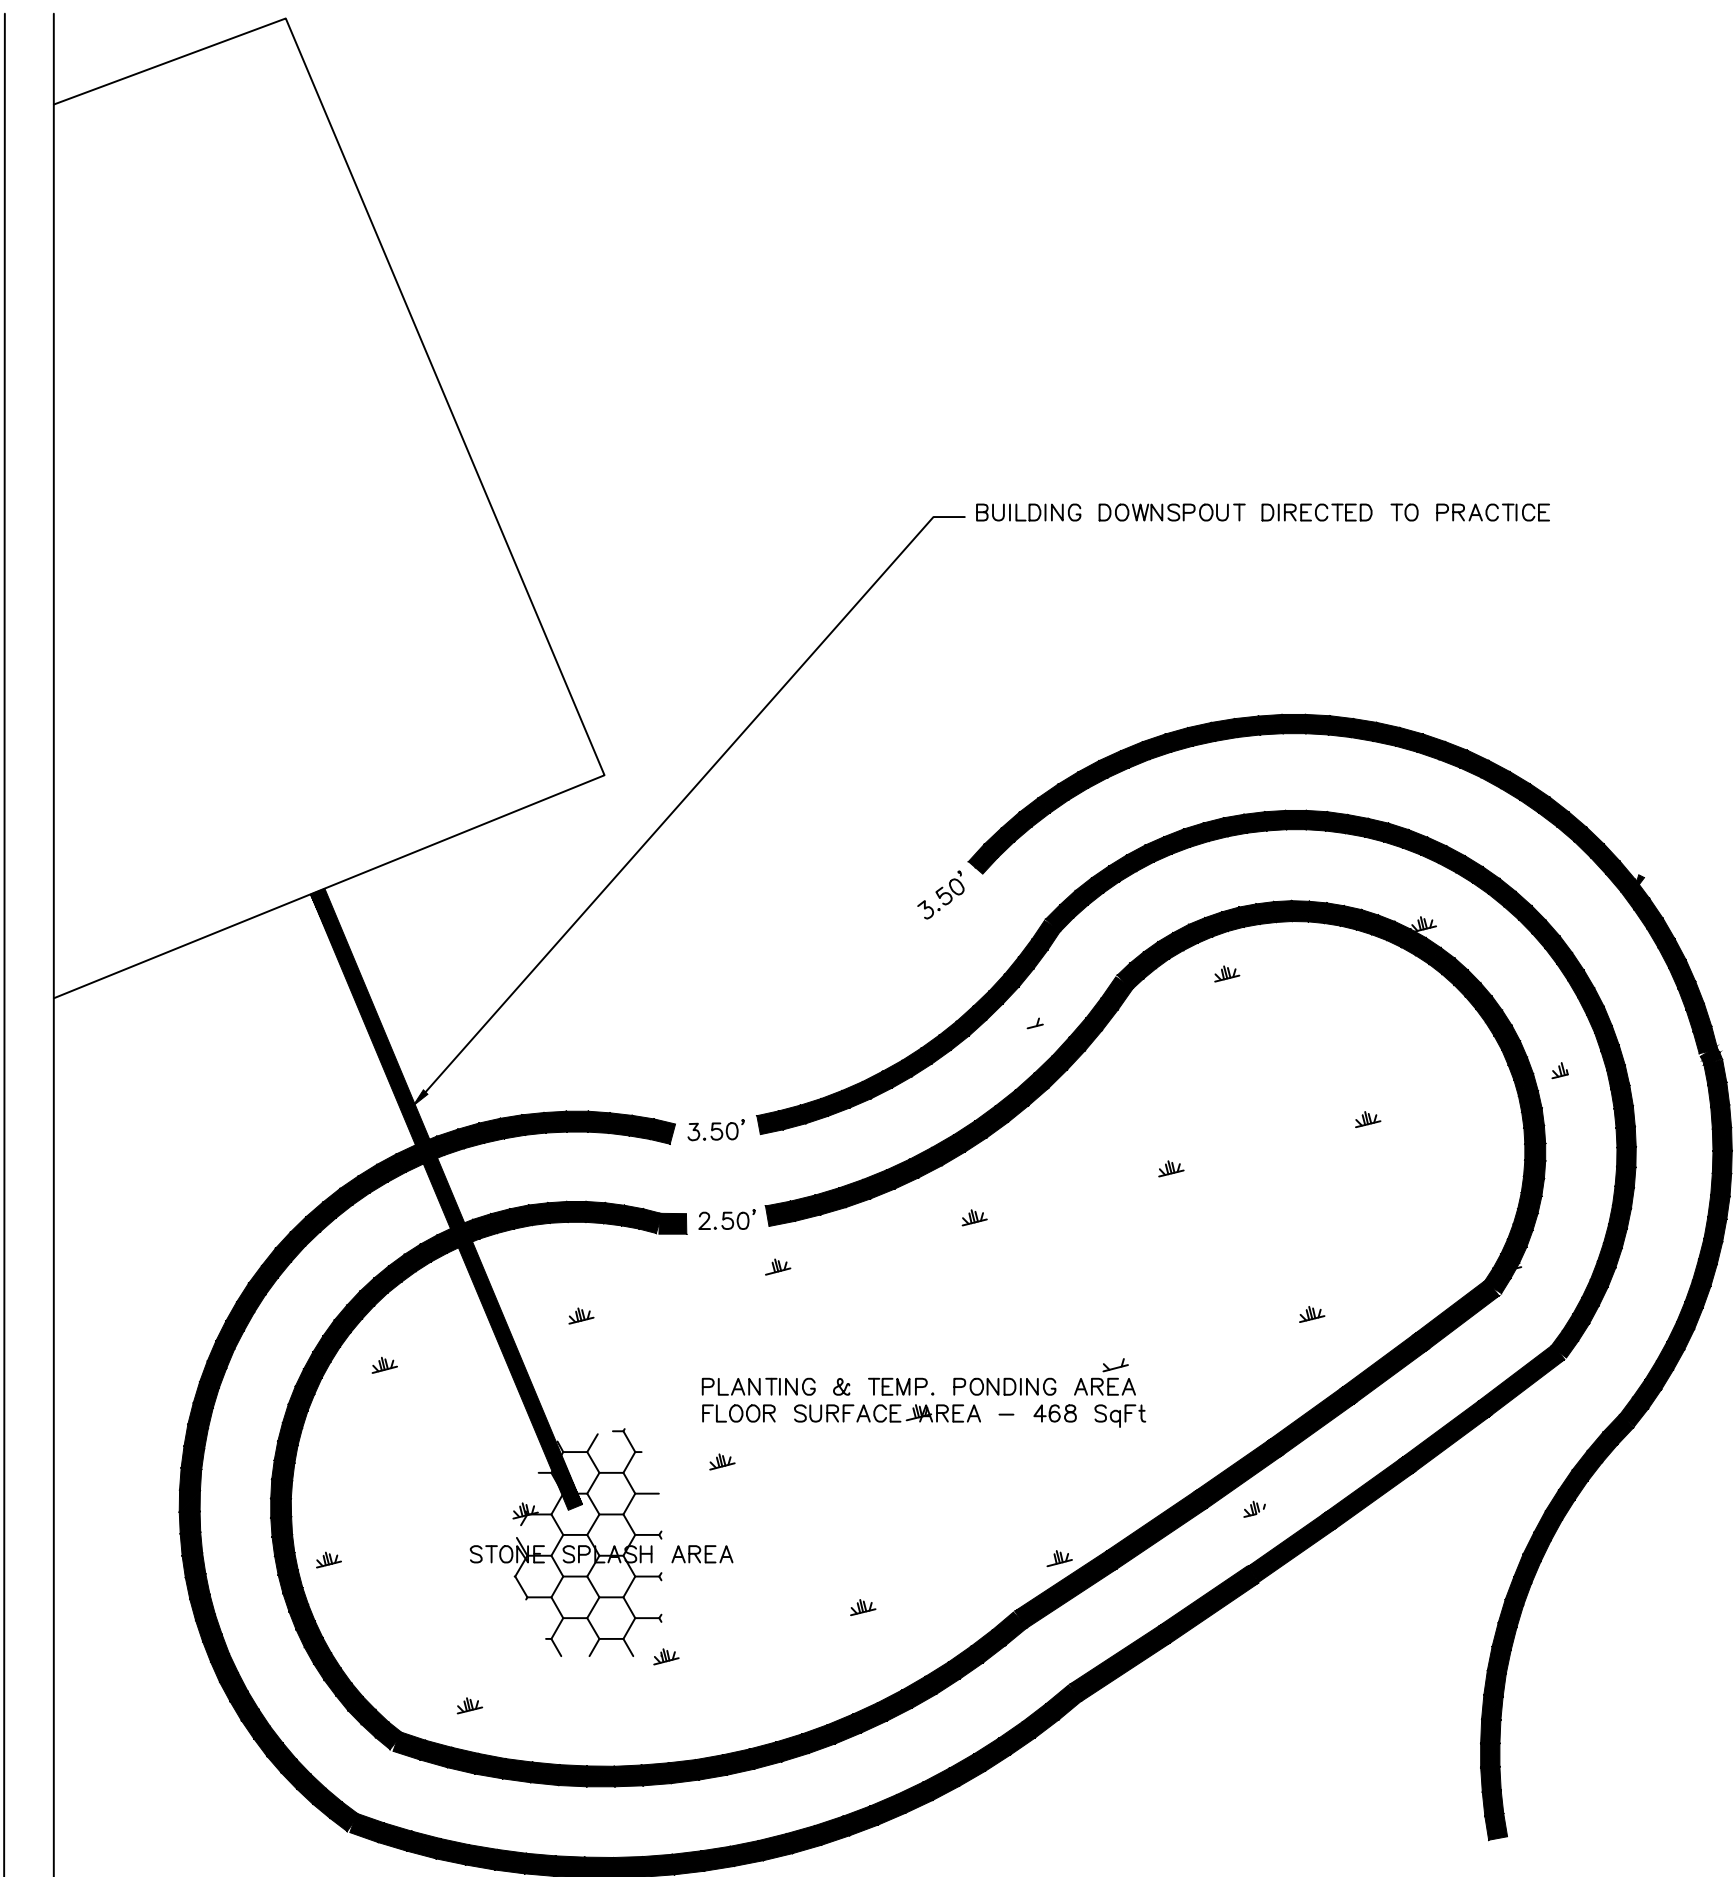 BUILDING DOWNSPOUT DIRECTED TO PRACTICE
3.50'
3.50'
2.50'
PLANTING & TEMP. PONDING AREA
FLOOR SURFACE AREA – 468 SqFt
STONE SPLASH AREA